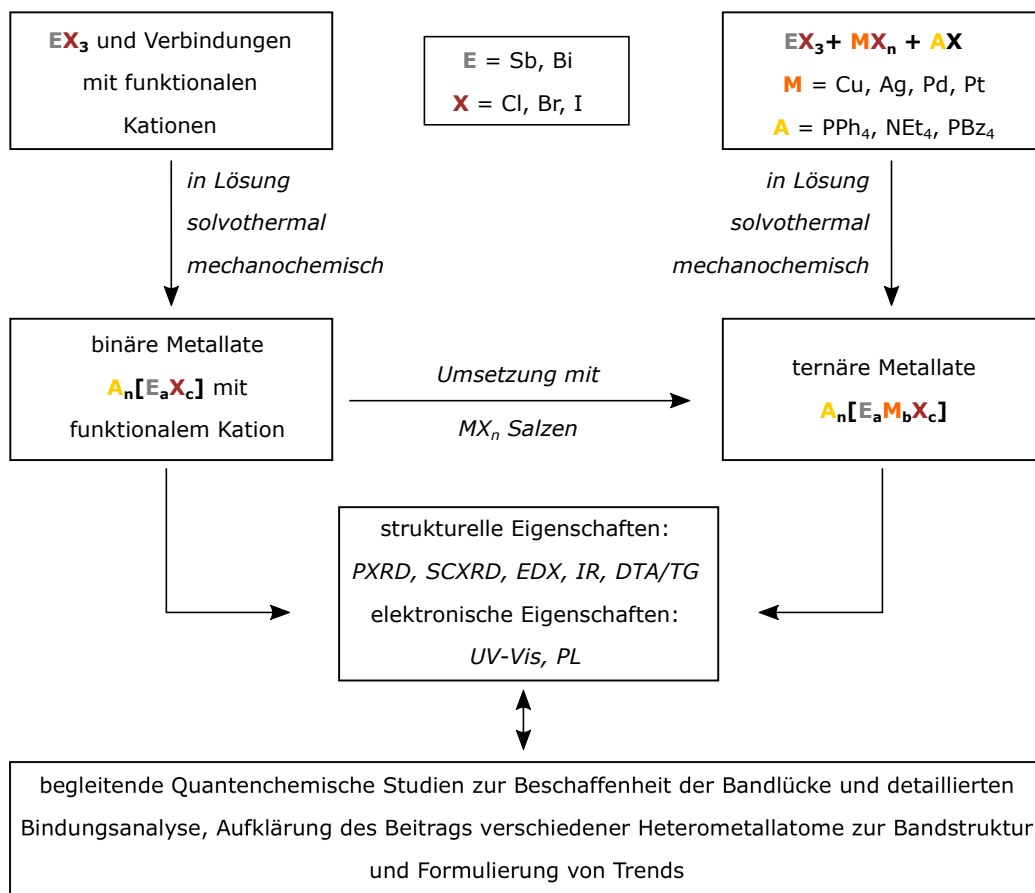 EX₃ und Verbindungen
mit funktionalen
Kationen
E = Sb, Bi
X = Cl, Br, I
EX₃+ MXₙ + AX
M = Cu, Ag, Pd, Pt
A = PPh₄, NEt₄, PBz₄
in Lösung
solvothermal
mechanochemisch
in Lösung
solvothermal
mechanochemisch
binäre Metallate
Aₙ[EₐX꜀] mit
funktionalem Kation
Umsetzung mit
MXₙ Salzen
ternäre Metallate
Aₙ[EₐM_bX꜀]
strukturelle Eigenschaften:
PXRD, SCXRD, EDX, IR, DTA/TG
elektronische Eigenschaften:
UV-Vis, PL
begleitende Quantenchemische Studien zur Beschaffenheit der Bandlücke und detaillierten
Bindungsanalyse, Aufklärung des Beitrags verschiedener Heterometallatome zur Bandstruktur
und Formulierung von Trends